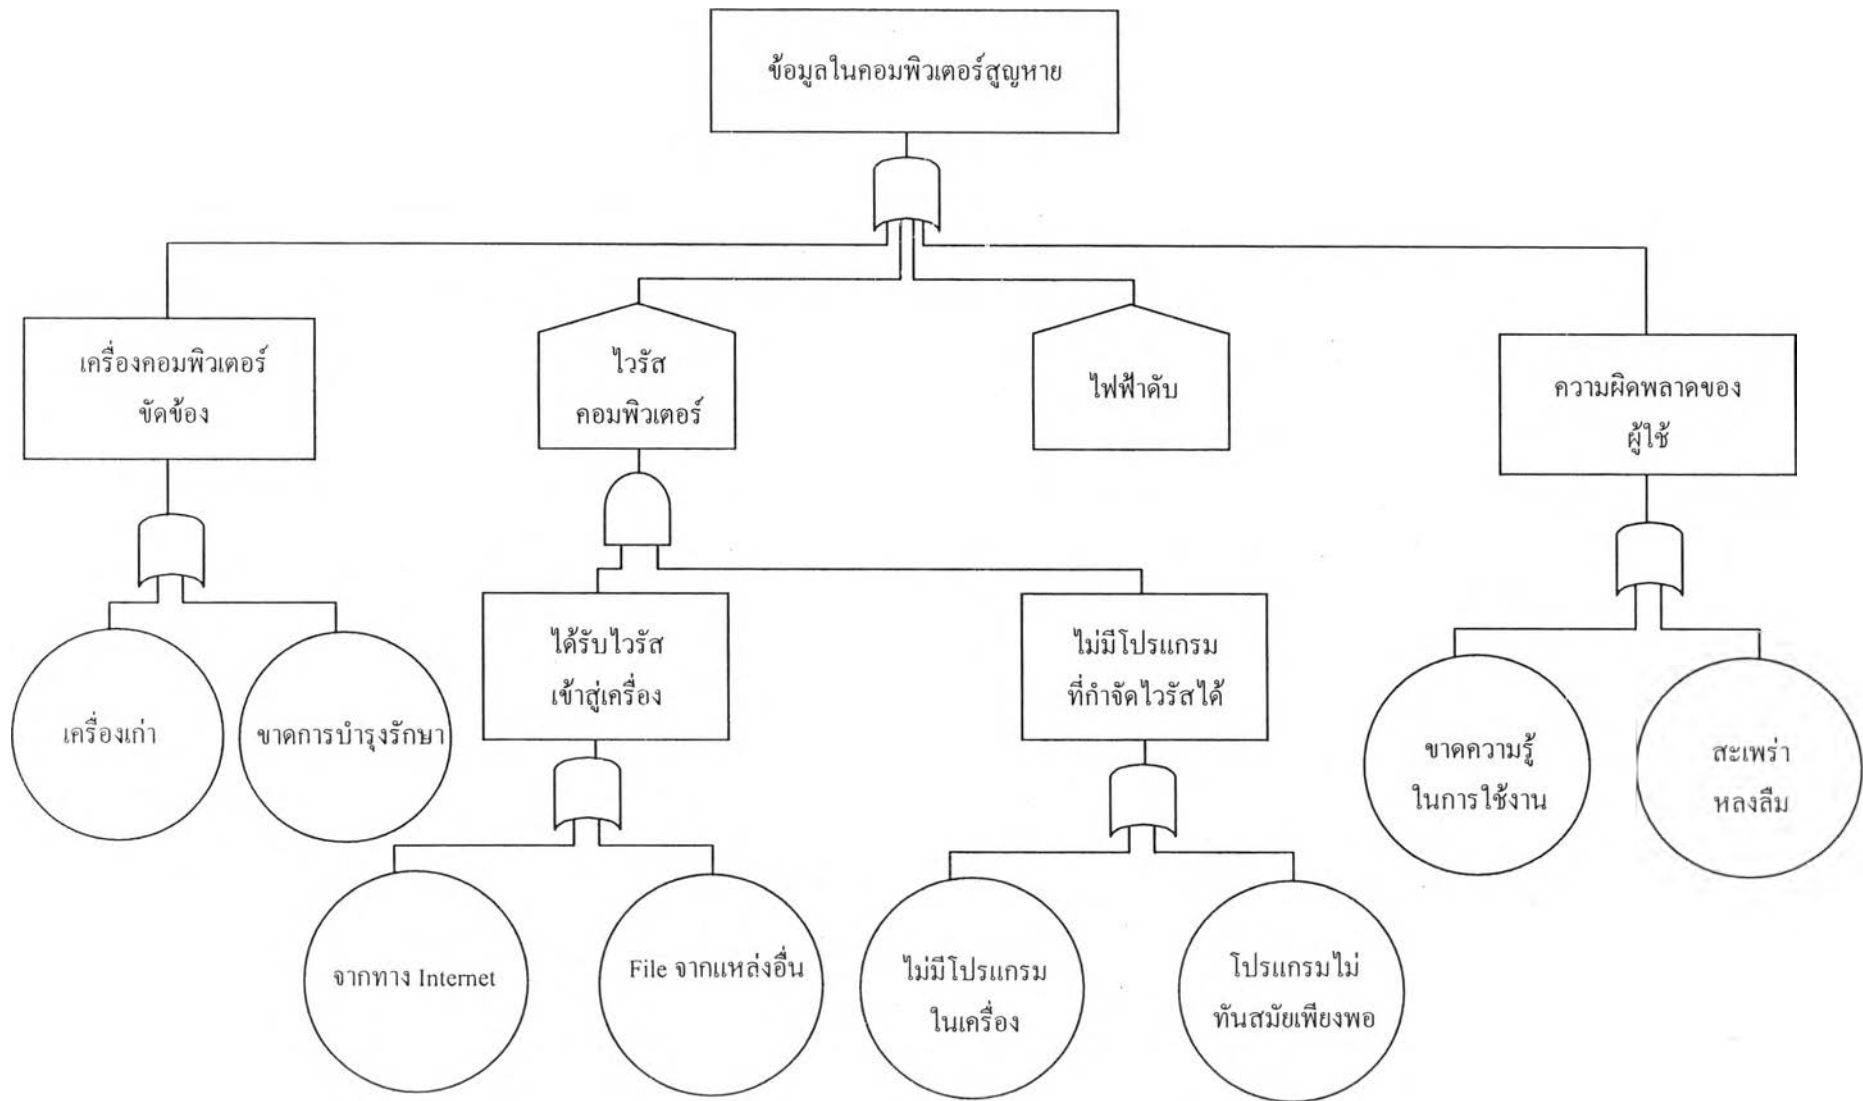 ข้อมูลในคอมพิวเตอร์สูญหาย
เครื่องคอมพิวเตอร์
ขัดข้อง
ไวรัส
คอมพิวเตอร์
ไฟฟ้าดับ
ความผิดพลาดของ
ผู้ใช้
เครื่องเก่า
ขาดการบำรุงรักษา
ได้รับไวรัส
เข้าสู่เครื่อง
ไม่มีโปรแกรม
ที่กำจัดไวรัสได้
ขาดความรู้
ในการใช้งาน
สะเพร่า
หลงลืม
จากทาง Internet
File จากแหล่งอื่น
ไม่มีโปรแกรม
ในเครื่อง
โปรแกรมไม่
ทันสมัยเพียงพอ